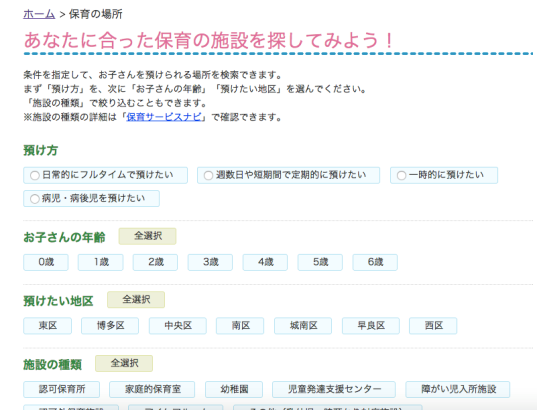 ホーム > 保育の場所
あなたに合った保育の施設を探してみよう！
条件を指定して、お子さんを預けられる場所を検索できます。
まず「預け方」を、次に「お子さんの年齢」「預けたい地区」を選んでください。
「施設の種類」で絞り込むこともできます。
※施設の種類の詳細は「保育サービスナビ」で確認できます。
預け方
日常的にフルタイムで預けたい 週数日や短期間で定期的に預けたい 一時的に預けたい
病児・病後児を預けたい
お子さんの年齢 全選択
0歳 1歳 2歳 3歳 4歳 5歳 6歳
預けたい地区 全選択
東区 博多区 中央区 南区 城南区 早良区 西区
施設の種類 全選択
認可保育所 家庭的保育室 幼稚園 児童発達支援センター 障がい児入所施設